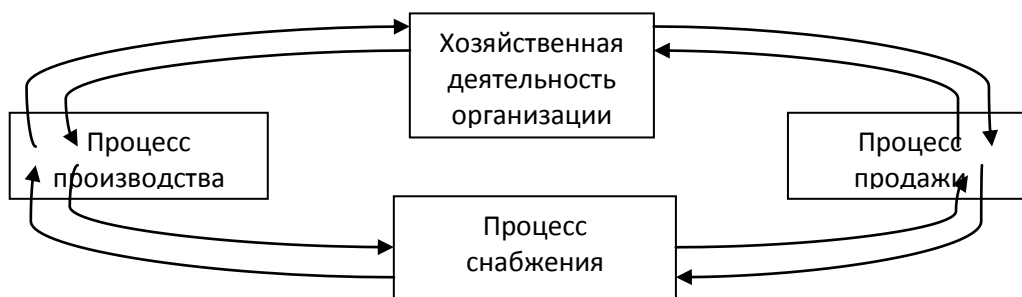 Хозяйственная
деятельность
организации
Процесс
производства
Процесс
продажи
Процесс
снабжения